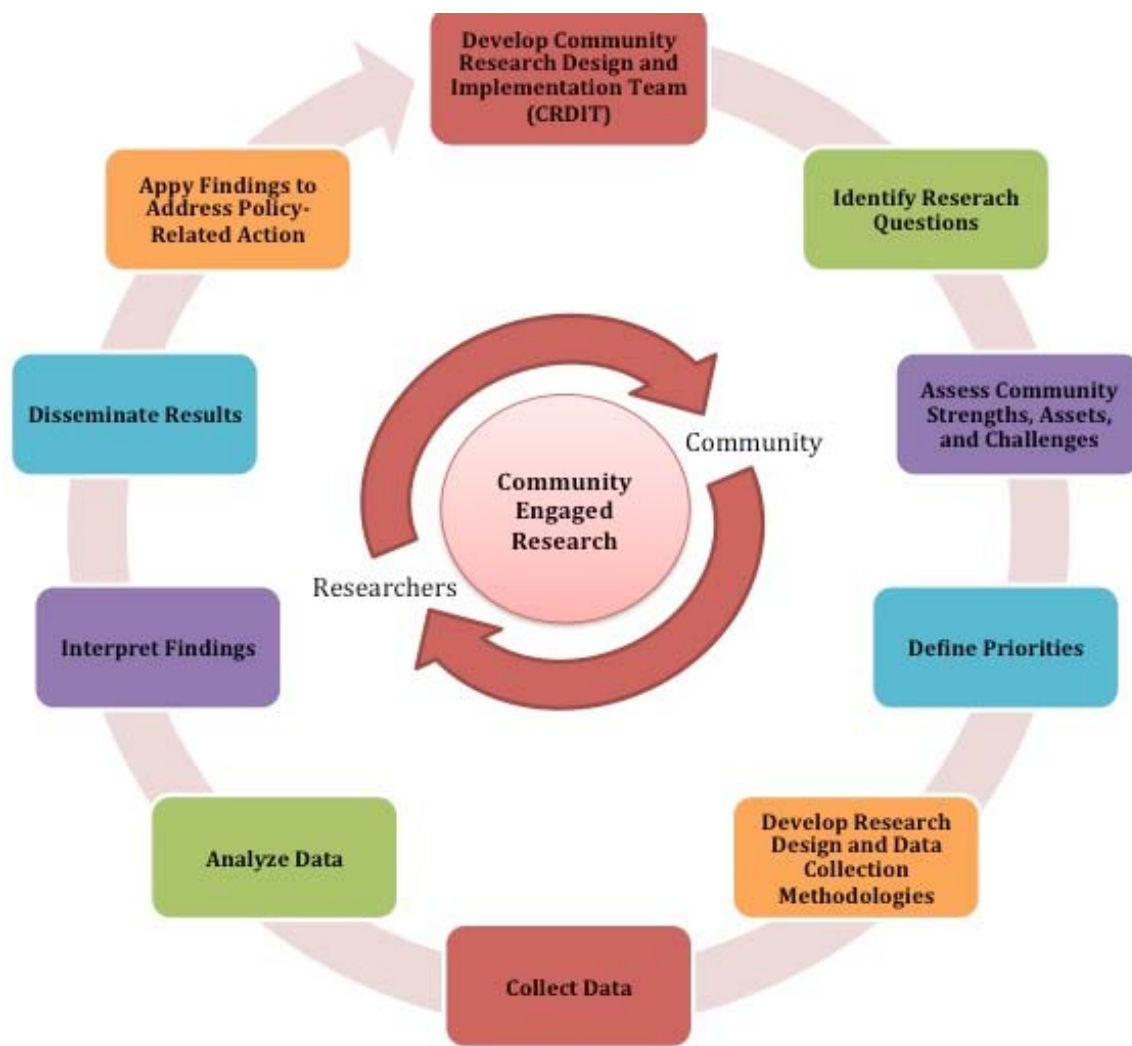 Develop Community
Research Design and
Implementation Team
(CRDIT)
Identify Reserach
Questions
Assess Community
Strengths, Assets,
and Challenges
Define Priorities
Develop Research
Design and Data
Collection
Methodologies
Collect Data
Analyze Data
Interpret Findings
Disseminate Results
Appy Findings to
Address Policy-
Related Action
Community
Community
Engaged
Research
Researchers